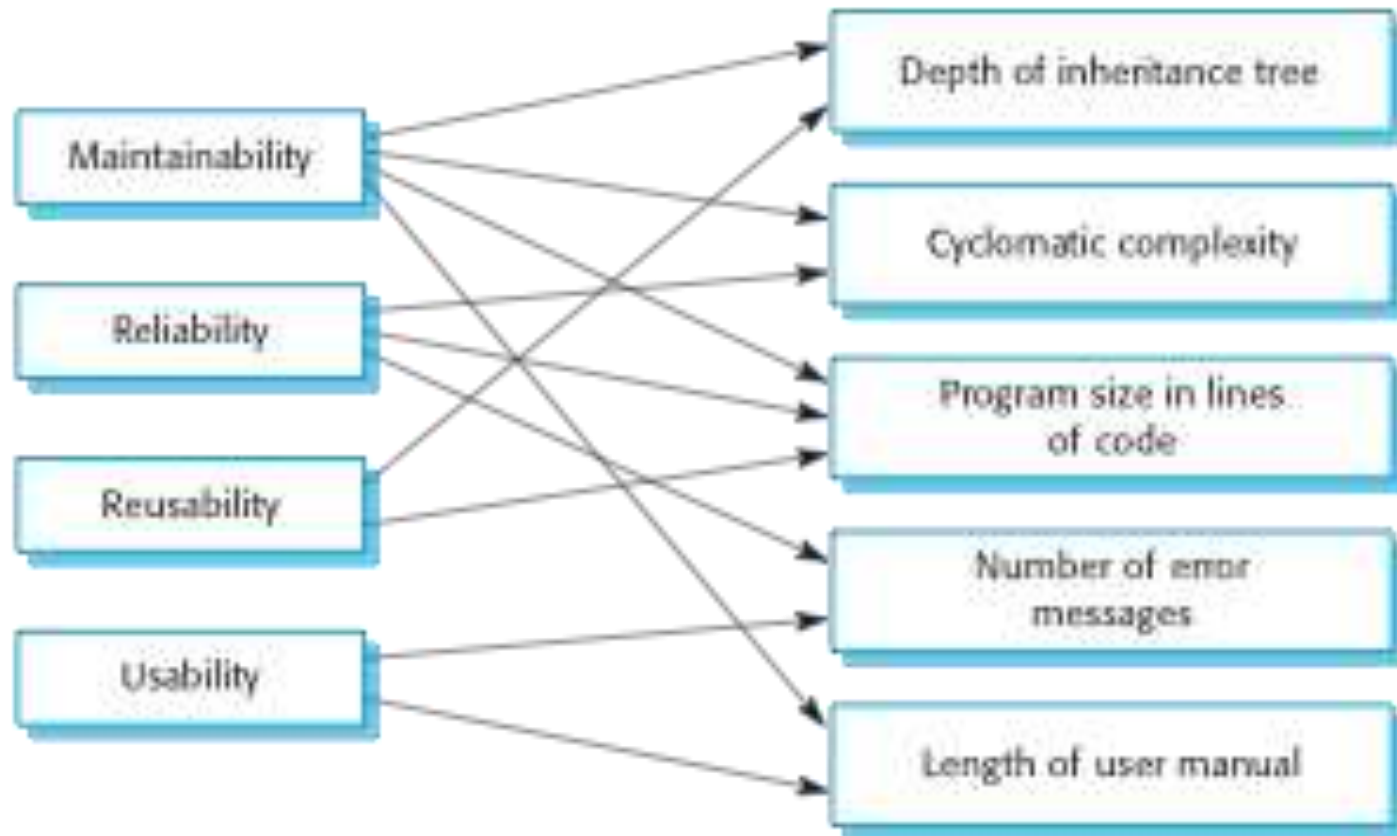 Maintainability
Reliability
Reusability
Usability
Depth of inheritance tree
Cyclomatic complexity
Program size in lines
of code
Number of error
messages
Length of user manual